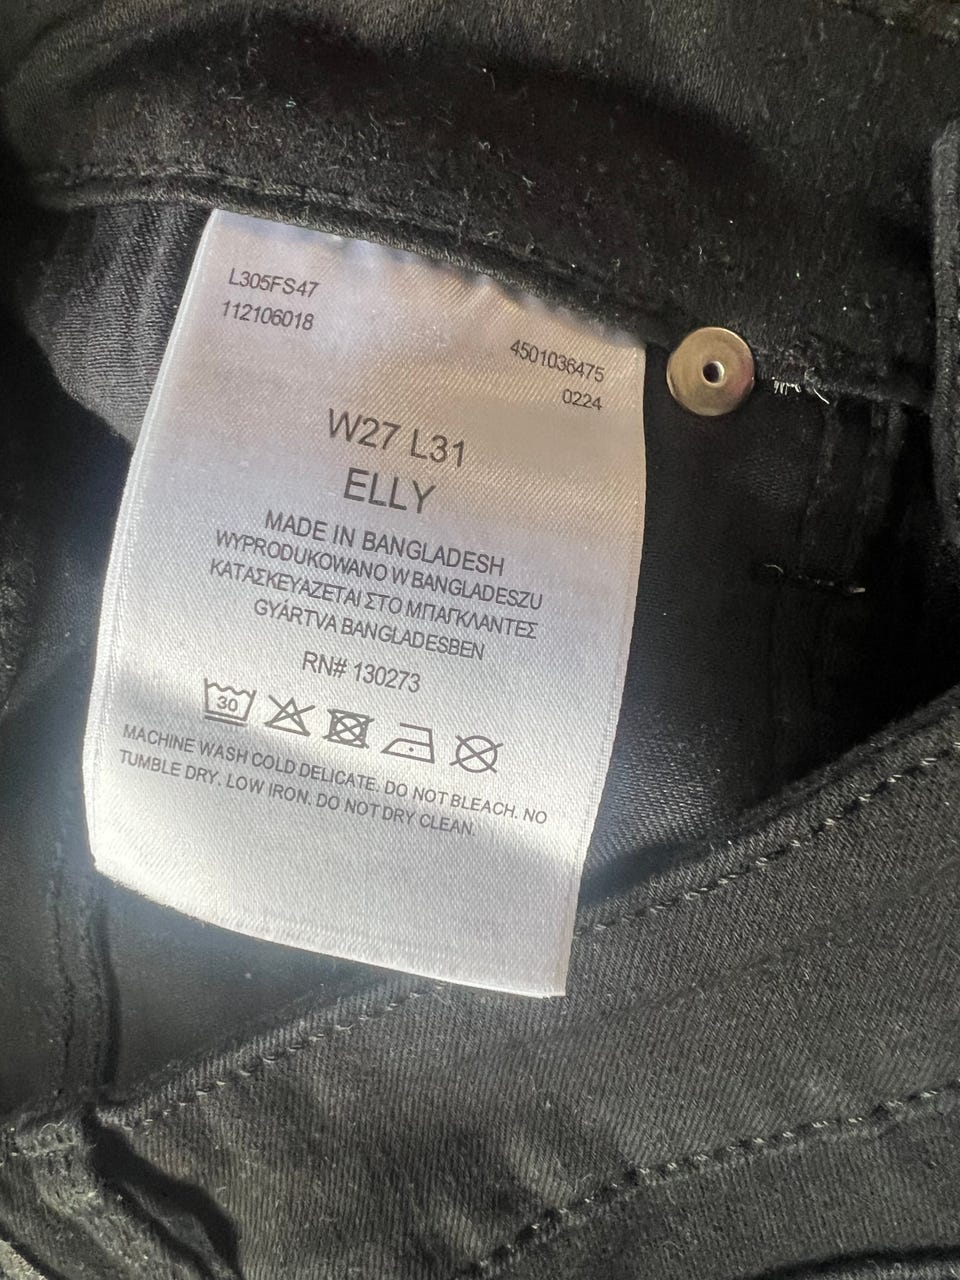 L305FS47
112106018
4501036475
0224
W27 L31
ELLY
MADE IN BANGLADESH
WYPRODUKOWANO W BANGLADESZU
ΚΑΤΑΣΚΕΥΑΖΕΤΑΙ ΣΤΟ ΜΠΑΓΚΛΑΝΤΕΣ
GYÁRTVA BANGLADESBEN
RN# 130273
30
MACHINE WASH COLD DELICATE. DO NOT BLEACH. NO
TUMBLE DRY. LOW IRON. DO NOT DRY CLEAN.